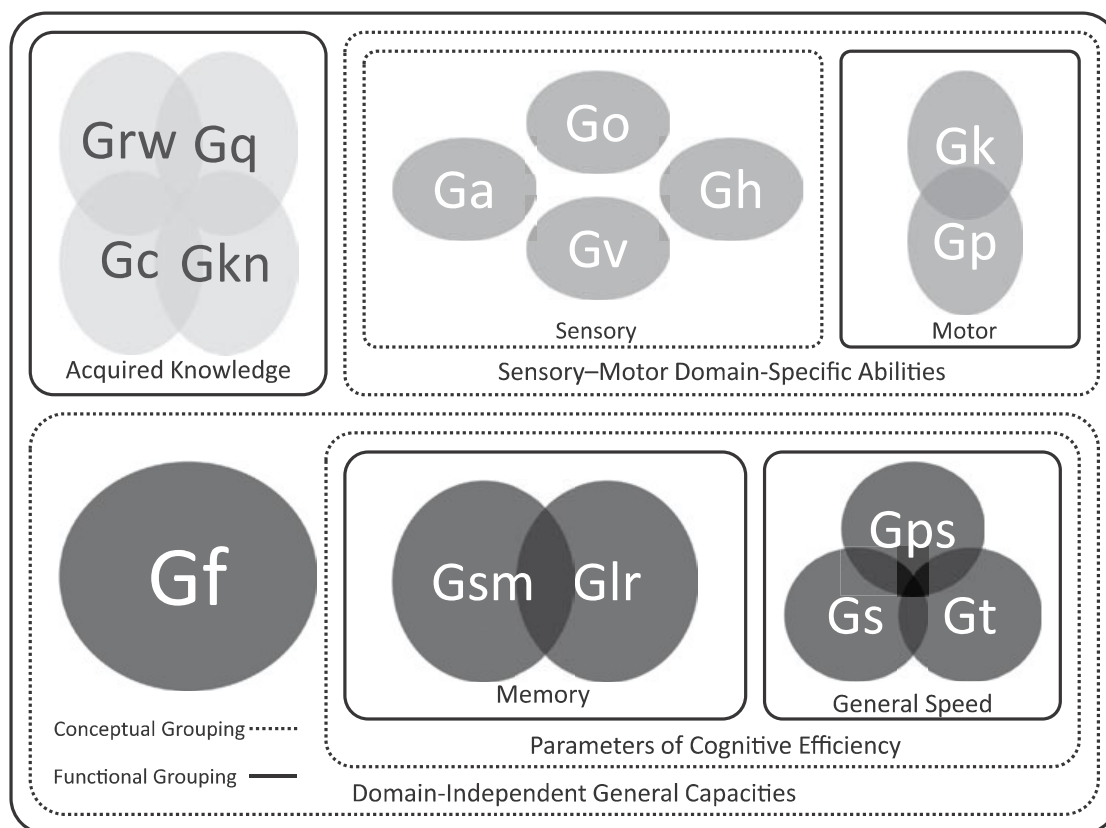 Grw Gq
Gc Gkn
Acquired Knowledge
Go
Ga
Gh
Gv
Sensory
Gk
Gp
Motor
Sensory–Motor Domain-Specific Abilities
Gf
Gsm Glr
Memory
Gps
Gs Gt
General Speed
Parameters of Cognitive Efficiency
Conceptual Grouping
Functional Grouping
Domain-Independent General Capacities